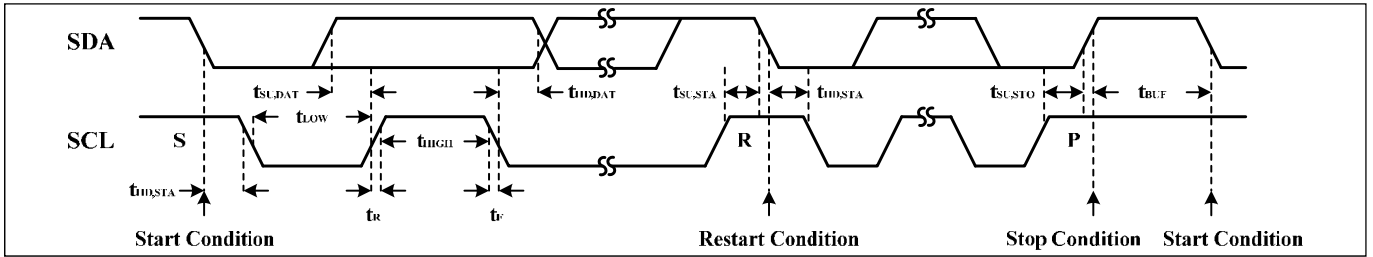 SDA
tSU,DAT
tHD,DAT
tSU,STA
tHD,STA
tSU,STO
tBUF
tLOW
SCL
S
tHIGH
R
P
tHD,STA
tR
tF
Start Condition
Restart Condition
Stop Condition
Start Condition